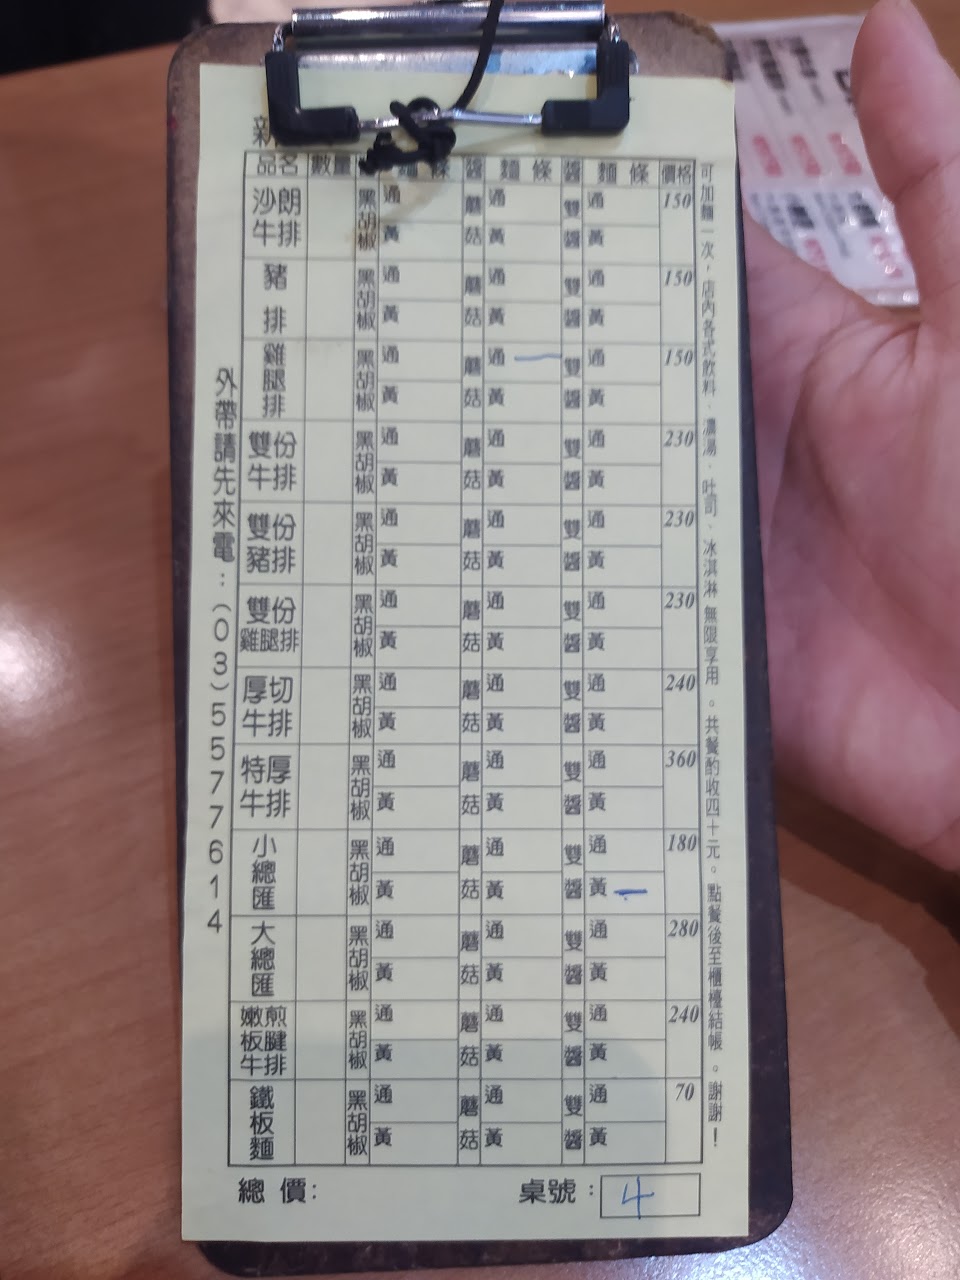 新
品名 數量 麵 條 醬 麵 條 醬 麵 條 價格
沙朗牛排 黑胡椒 通 黃 蘑菇 通 黃 雙醬 通 黃 150
豬排 黑胡椒 通 黃 蘑菇 通 黃 雙醬 通 黃 150
雞腿排 黑胡椒 通 黃 蘑菇 通 黃 雙醬 通 黃 150
雙份牛排 黑胡椒 通 黃 蘑菇 通 黃 雙醬 通 黃 230
雙份豬排 黑胡椒 通 黃 蘑菇 通 黃 雙醬 通 黃 230
雙份雞腿排 黑胡椒 通 黃 蘑菇 通 黃 雙醬 通 黃 230
厚切牛排 黑胡椒 通 黃 蘑菇 通 黃 雙醬 通 黃 240
特厚牛排 黑胡椒 通 黃 蘑菇 通 黃 雙醬 通 黃 360
小總匯 黑胡椒 通 黃 蘑菇 通 黃 雙醬 通 黃 180
大總匯 黑胡椒 通 黃 蘑菇 通 黃 雙醬 通 黃 280
嫩煎板腱牛排 黑胡椒 通 黃 蘑菇 通 黃 雙醬 通 黃 240
鐵板麵 黑胡椒 通 黃 蘑菇 通 黃 雙醬 通 黃 70
總 價: 桌號: 4
外帶請先來電:(03)5577614
可加麵一次,店內各式飲料、濃湯、吐司、冰淇淋 無限享用。共餐酌收四十元。點餐後至櫃檯結帳。謝謝!